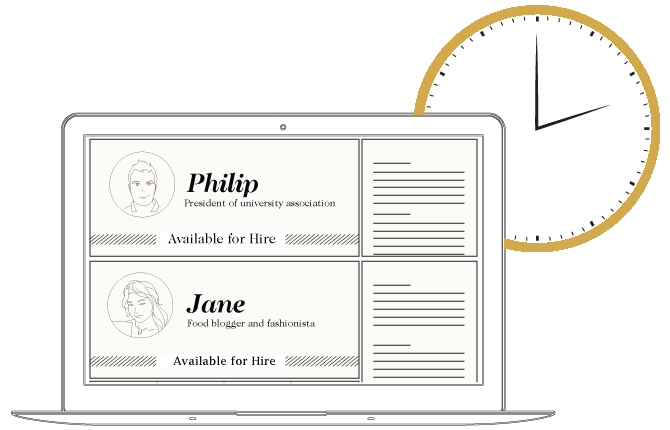 Philip
President of university association
Available for Hire
Jane
Food blogger and fashionista
Available for Hire